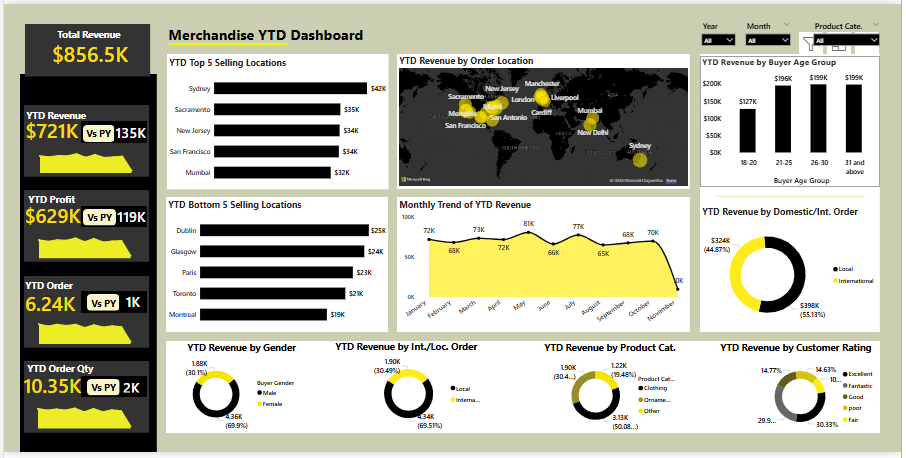 Total Revenue
$856.5K
Merchandise YTD Dashboard
Year
Month
Product Cate.
All
All
All
YTD Revenue
$721K
Vs PY
135K
YTD Profit
$629K
Vs PY
119K
YTD Order
6.24K
Vs PY
1K
YTD Order Qty
10.35K
Vs PY
2K
YTD Top 5 Selling Locations
Sydney
$42K
Sacramento
$35K
New Jersey
$34K
San Francisco
$34K
Mumbai
$32K
YTD Revenue by Order Location
Manchester
New Jersey
Sacramento
London
Liverpool
Miami
Cardiff
San Antonio
San Francisco
Mumbai
New Delhi
Sydney
SOUTH AMERICA
AFRICA
ASIA
Microsoft Bing
Terms
YTD Revenue by Buyer Age Group
$200K
$150K
$100K
$50K
$0K
$127K
$196K
$199K
$199K
18-20
21-25
26-30
31 and
above
Buyer Age Group
YTD Bottom 5 Selling Locations
Dublin
$25K
Glasgow
$24K
Paris
$23K
Toronto
$21K
Montreal
$19K
Monthly Trend of YTD Revenue
100K
50K
0K
72K
68K
73K
72K
81K
66K
77K
65K
68K
70K
January
February
March
April
May
June
July
August
September
October
November
YTD Revenue by Domestic/Int. Order
$324K
(44.87%)
Local
International
$398K
(55.13%)
YTD Revenue by Gender
1.88K
(30.1%)
Buyer Gender
Male
Female
4.36K
(69.9%)
YTD Revenue by Int./Loc. Order
1.90K
(30.49%)
Local
Interna...
4.34K
(69.51%)
YTD Revenue by Product Cat.
1.90K
(30.4...)
1.22K
(19.48%)
Product Cat...
Clothing
Orname...
Other
3.13K
(50.08...)
YTD Revenue by Customer Rating
14.77%
14.63%
10...
29.9...
30.33%
Excellent
Fantastic
Good
poor
Fair